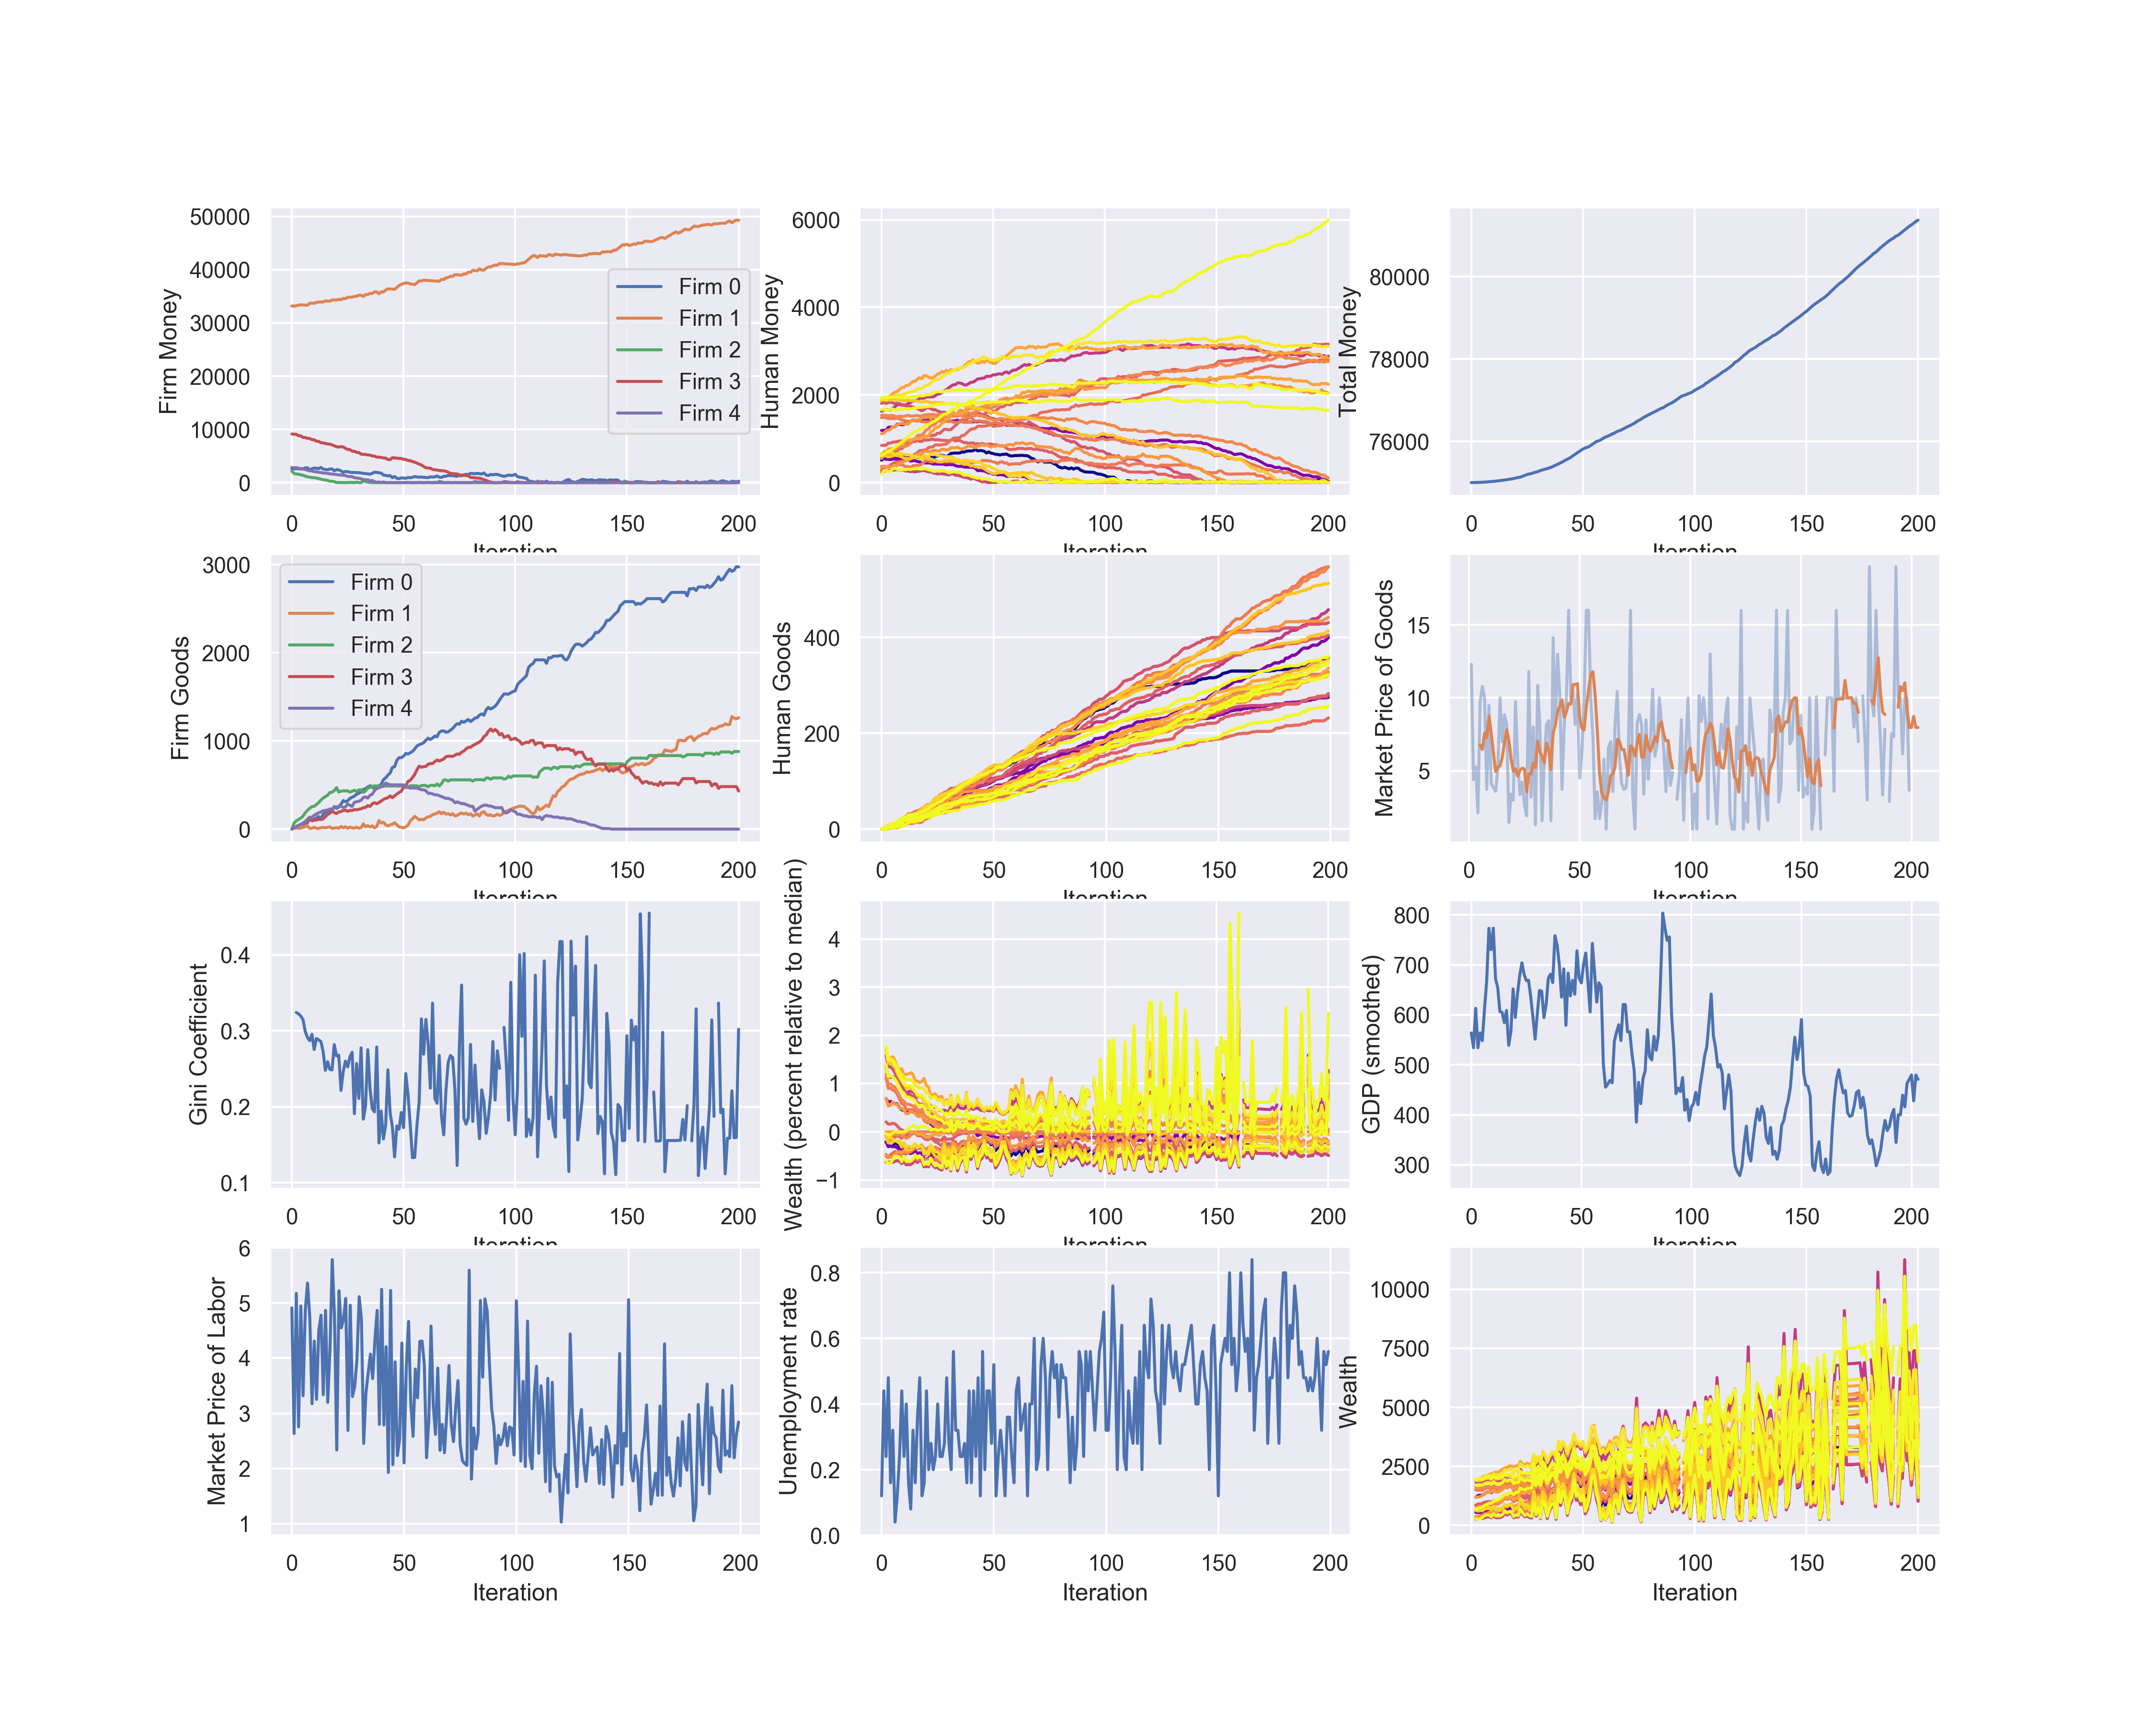 Firm Money
50000
40000
30000
20000
10000
0
0 50 100 150 200
Iteration
Firm 0
Firm 1
Firm 2
Firm 3
Firm 4
Human Money
6000
4000
2000
0
0 50 100 150 200
Iteration
Total Money
80000
78000
76000
0 50 100 150 200
Iteration
Firm Goods
3000
2000
1000
0
0 50 100 150 200
Iteration
Firm 0
Firm 1
Firm 2
Firm 3
Firm 4
Human Goods
400
200
0
0 50 100 150 200
Iteration
Market Price of Goods
15
10
5
0 50 100 150 200
Iteration
Gini Coefficient
0.4
0.3
0.2
0.1
0 50 100 150 200
Iteration
Wealth (percent relative to median)
4
3
2
1
0
−1
0 50 100 150 200
Iteration
GDP (smoothed)
800
700
600
500
400
300
0 50 100 150 200
Iteration
Market Price of Labor
6
5
4
3
2
1
0 50 100 150 200
Iteration
Unemployment rate
0.8
0.6
0.4
0.2
0.0
0 50 100 150 200
Iteration
Wealth
10000
7500
5000
2500
0
0 50 100 150 200
Iteration